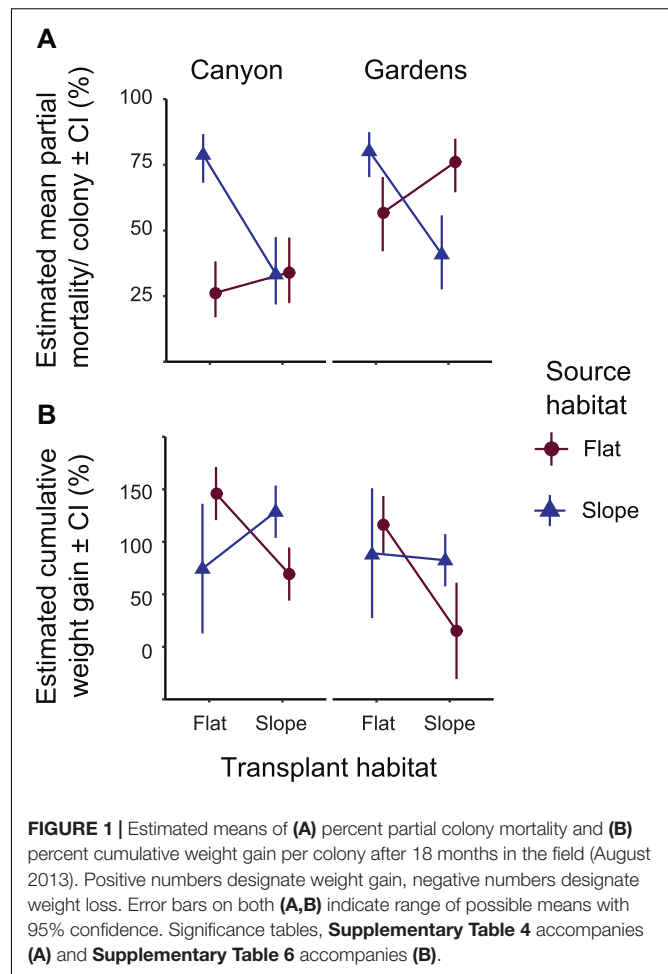 A
Canyon
Gardens
Estimated mean partial
mortality/ colony ± CI (%)
100
75
50
25
B
Estimated cumulative
weight gain ± CI (%)
150
100
50
0
Flat
Slope
Flat
Slope
Transplant habitat
Source
habitat
Flat
Slope
FIGURE 1 | Estimated means of (A) percent partial colony mortality and (B)
percent cumulative weight gain per colony after 18 months in the field (August
2013). Positive numbers designate weight gain, negative numbers designate
weight loss. Error bars on both (A,B) indicate range of possible means with
95% confidence. Significance tables, Supplementary Table 4 accompanies
(A) and Supplementary Table 6 accompanies (B).